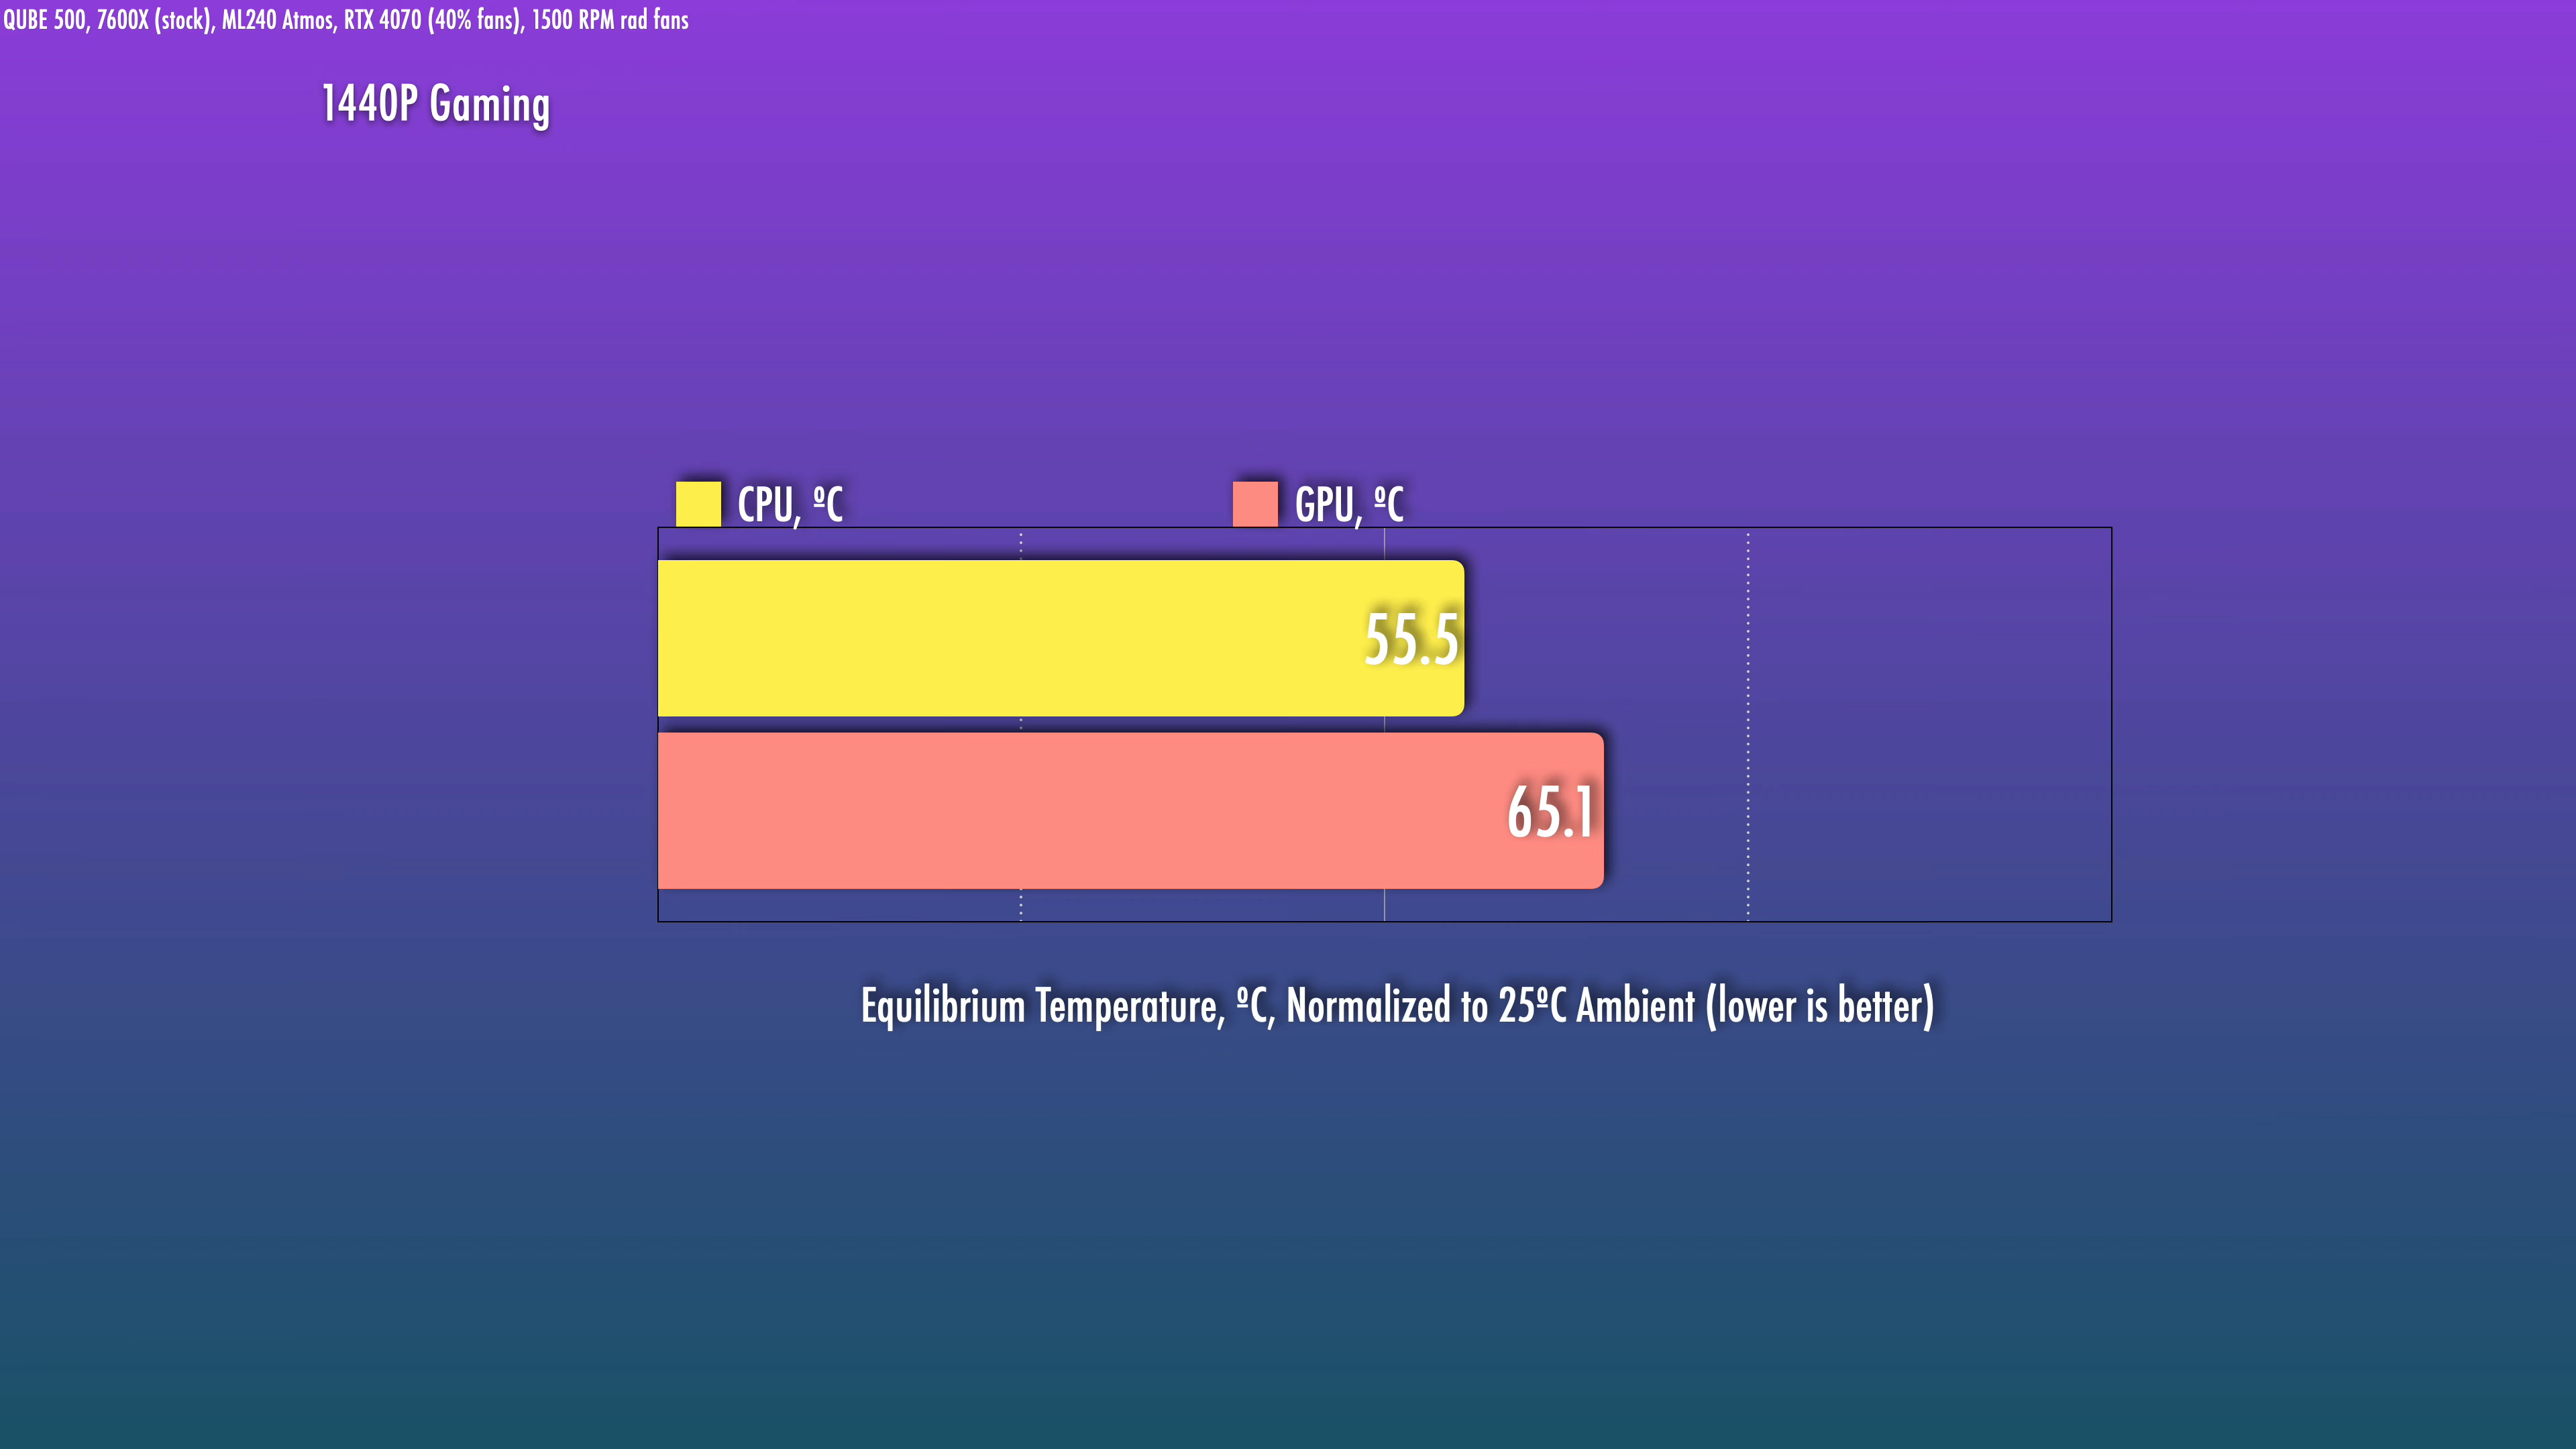 QUBE 500, 7600X (stock), ML240 Atmos, RTX 4070 (40% fans), 1500 RPM rad fans
1440P Gaming
CPU, ºC
GPU, ºC
55.5
65.1
Equilibrium Temperature, ºC, Normalized to 25ºC Ambient (lower is better)